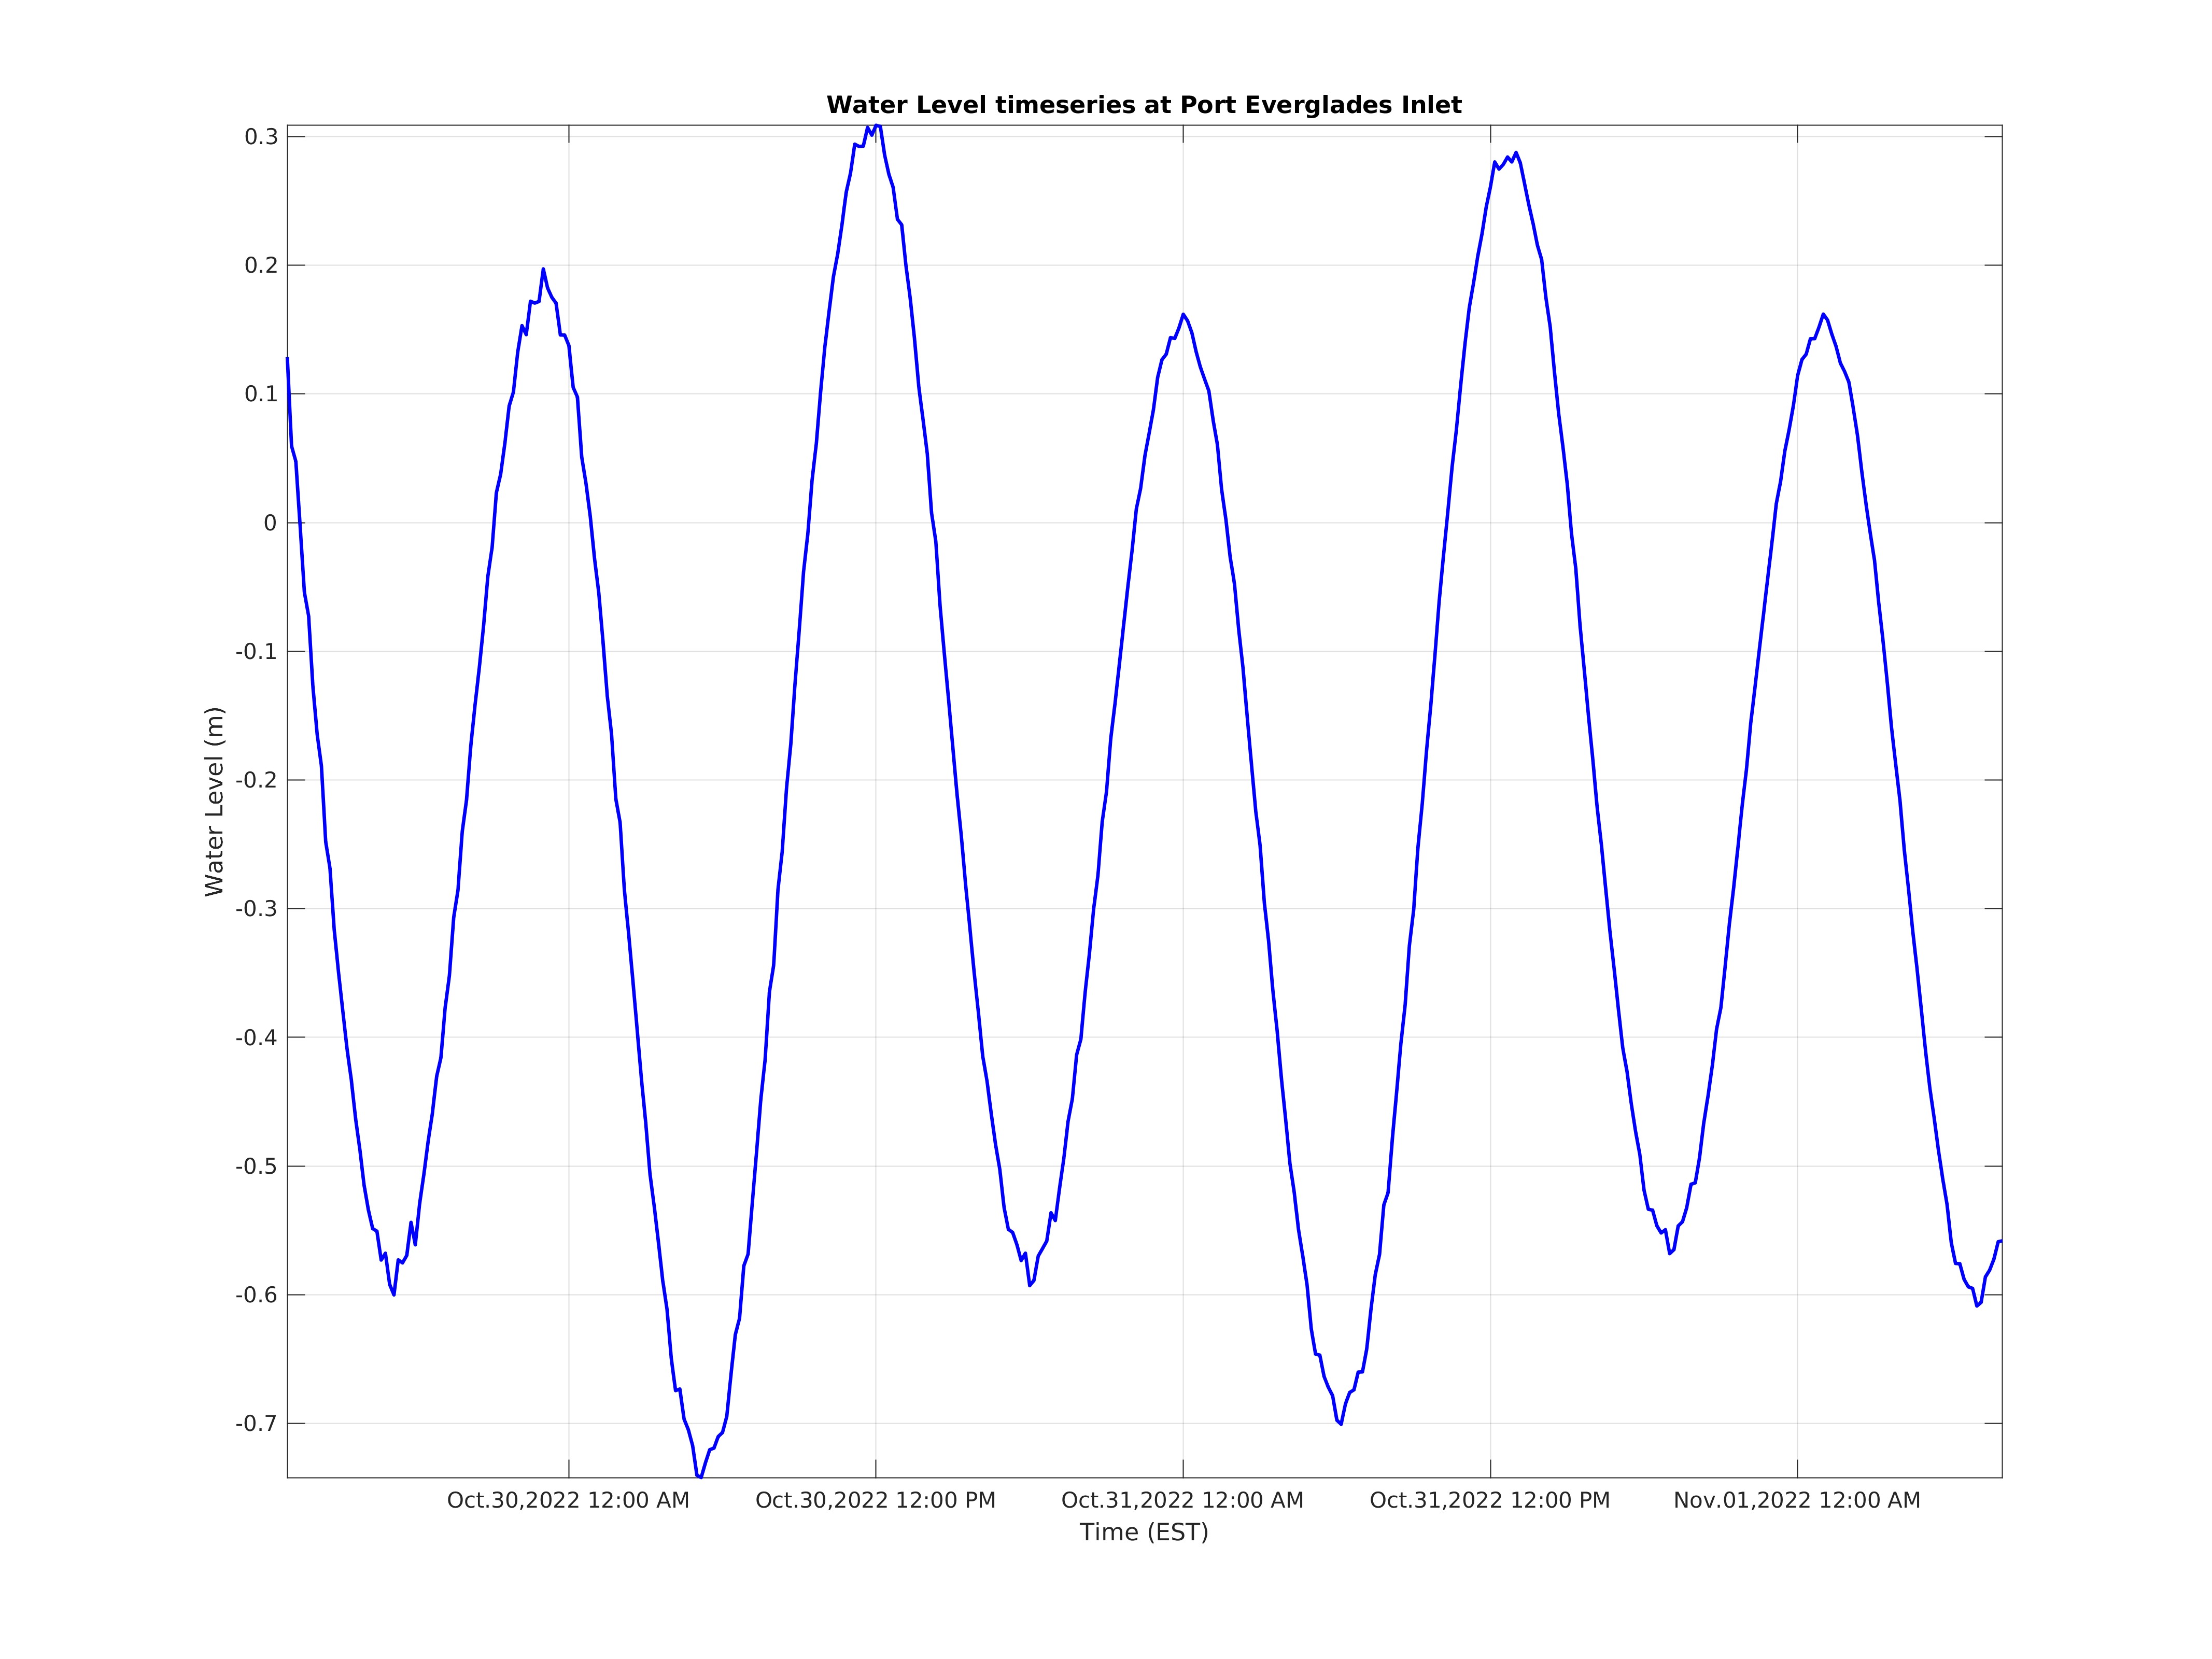 Water Level timeseries at Port Everglades Inlet
0.3
0.2
0.1
0
-0.1
-0.2
-0.3
-0.4
-0.5
-0.6
-0.7
Water Level (m)
Oct.30,2022 12:00 AM
Oct.30,2022 12:00 PM
Oct.31,2022 12:00 AM
Oct.31,2022 12:00 PM
Nov.01,2022 12:00 AM
Time (EST)